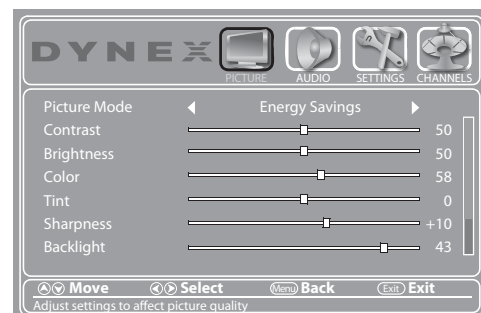 DYNEX
PICTURE AUDIO SETTINGS CHANNELS
Picture Mode Energy Savings
Contrast 50
Brightness 50
Color 58
Tint 0
Sharpness +10
Backlight 43
Move Select Menu Back Exit Exit
Adjust settings to affect picture quality